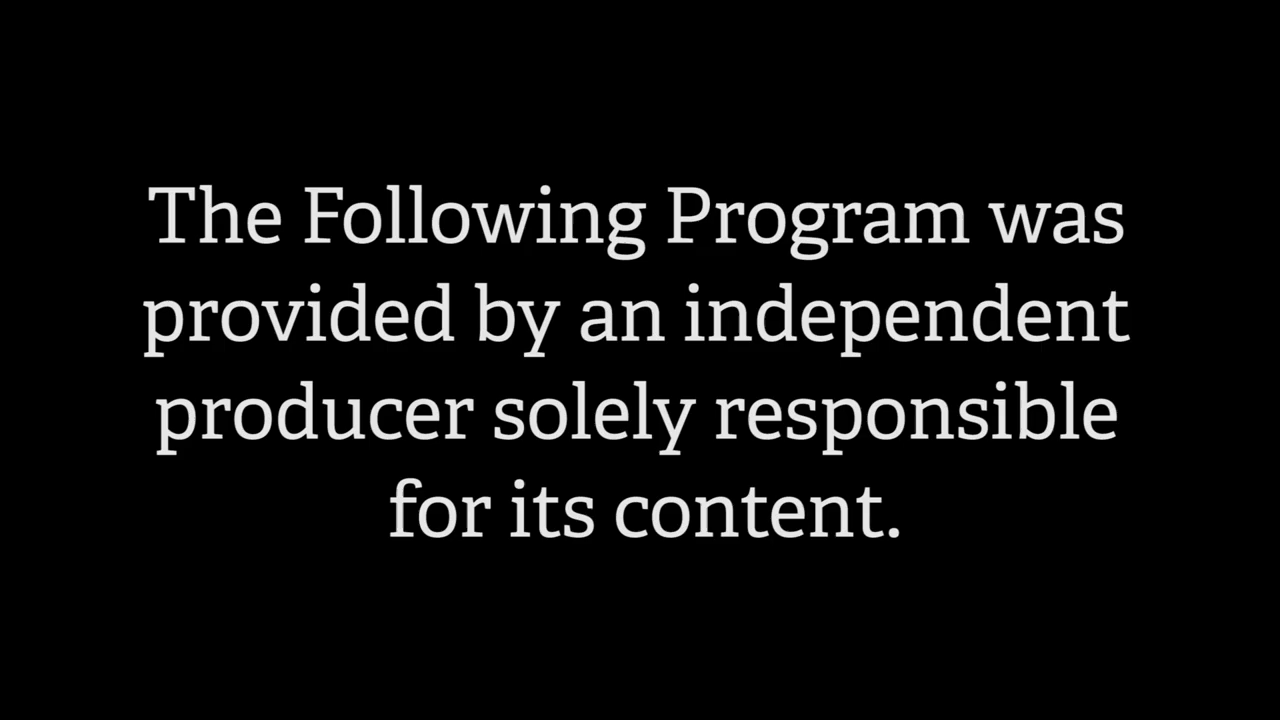 The Following Program was
provided by an independent
producer solely responsible
for its content.